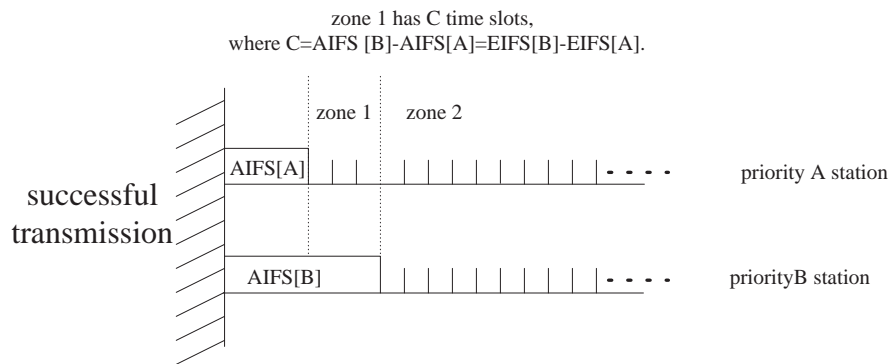 zone 1 has C time slots,
where C=AIFS [B]-AIFS[A]=EIFS[B]-EIFS[A].
zone 1
zone 2
AIFS[A]
priority A station
successful
transmission
AIFS[B]
priorityB station